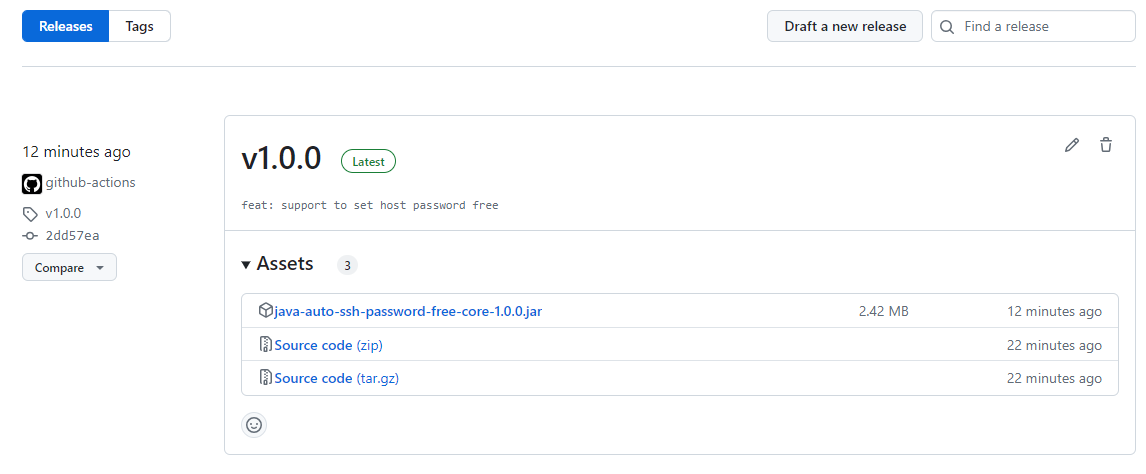 Releases Tags Draft a new release Find a release
12 minutes ago
github-actions
v1.0.0
2dd57ea
Compare
v1.0.0 Latest
feat: support to set host password free
Assets 3
java-auto-ssh-password-free-core-1.0.0.jar 2.42 MB 12 minutes ago
Source code (zip) 22 minutes ago
Source code (tar.gz) 22 minutes ago